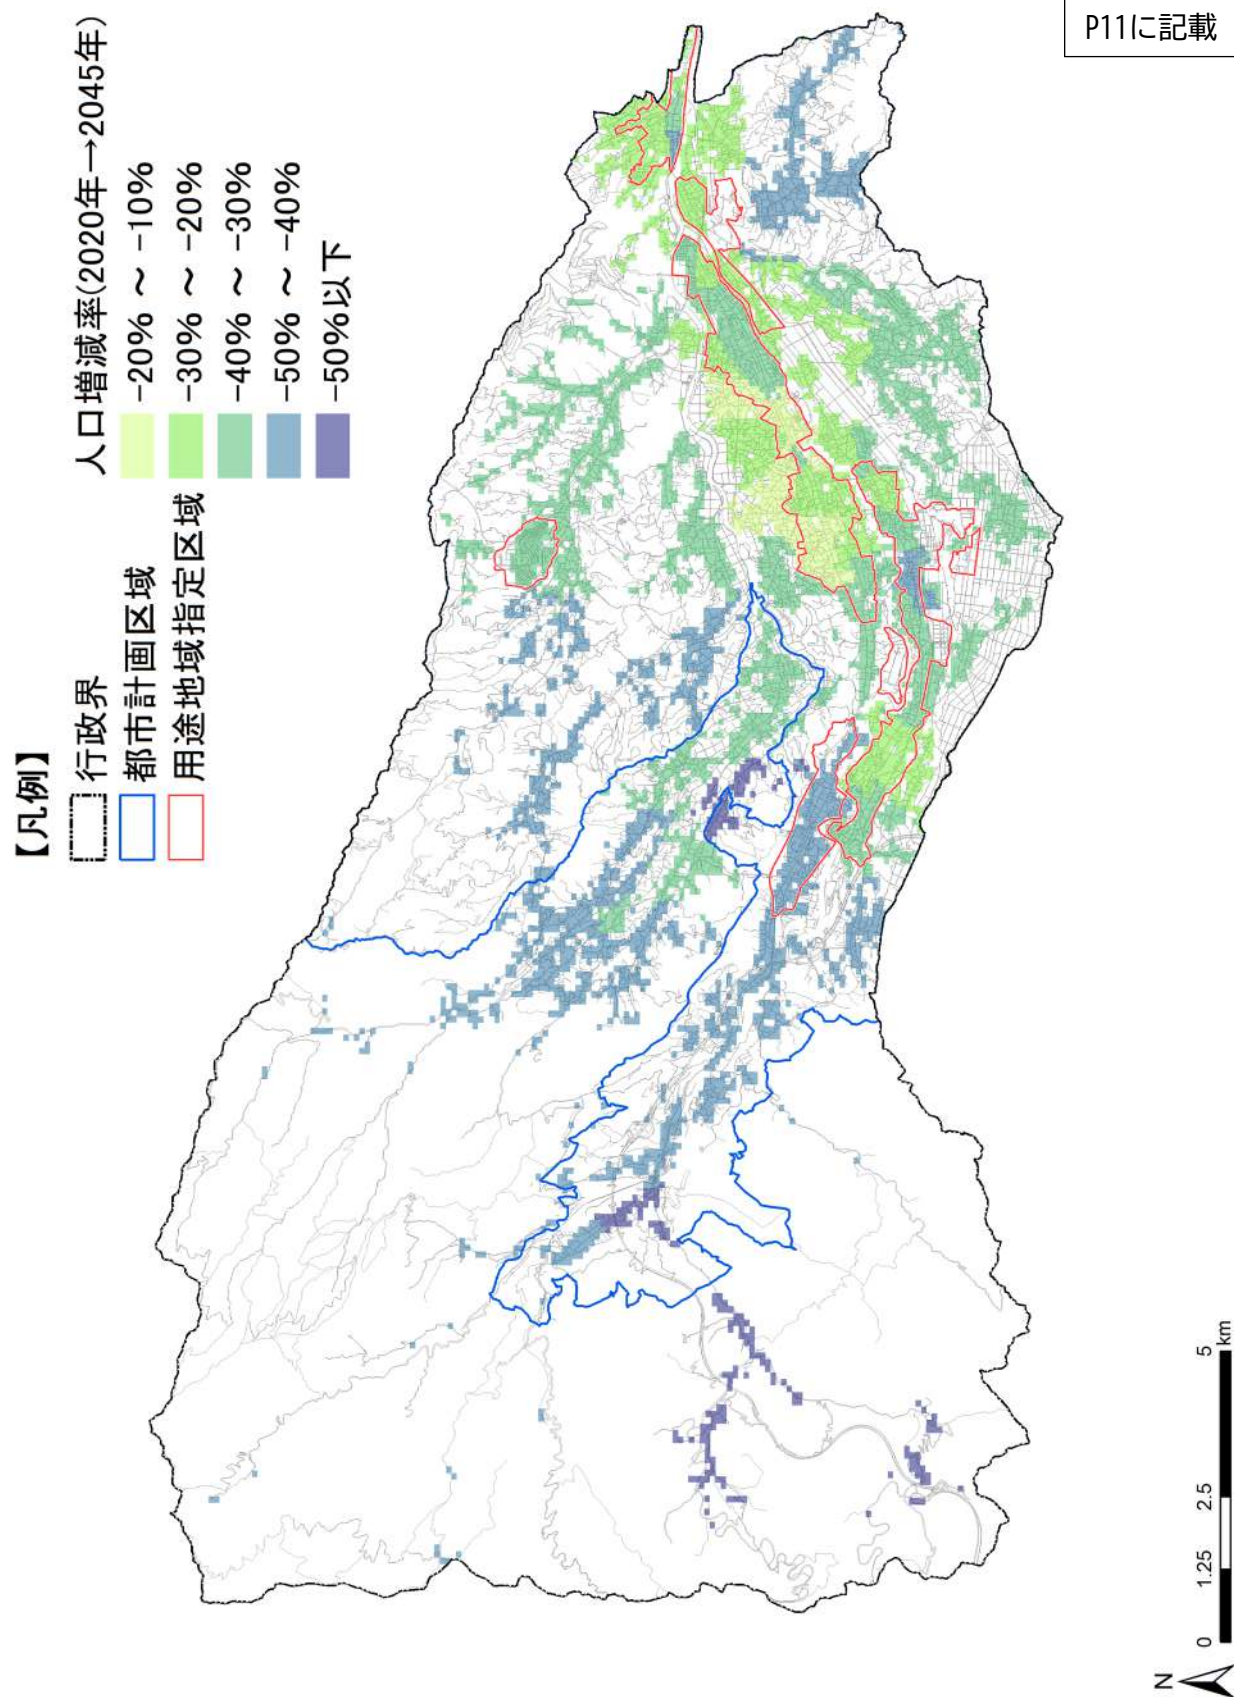 P11に記載
【凡例】
行政界
都市計画区域
用途地域指定区域
人口増減率(2020年→2045年)
-20% ～ -10%
-30% ～ -20%
-40% ～ -30%
-50% ～ -40%
-50%以下
N
0 1.25 2.5 5
km